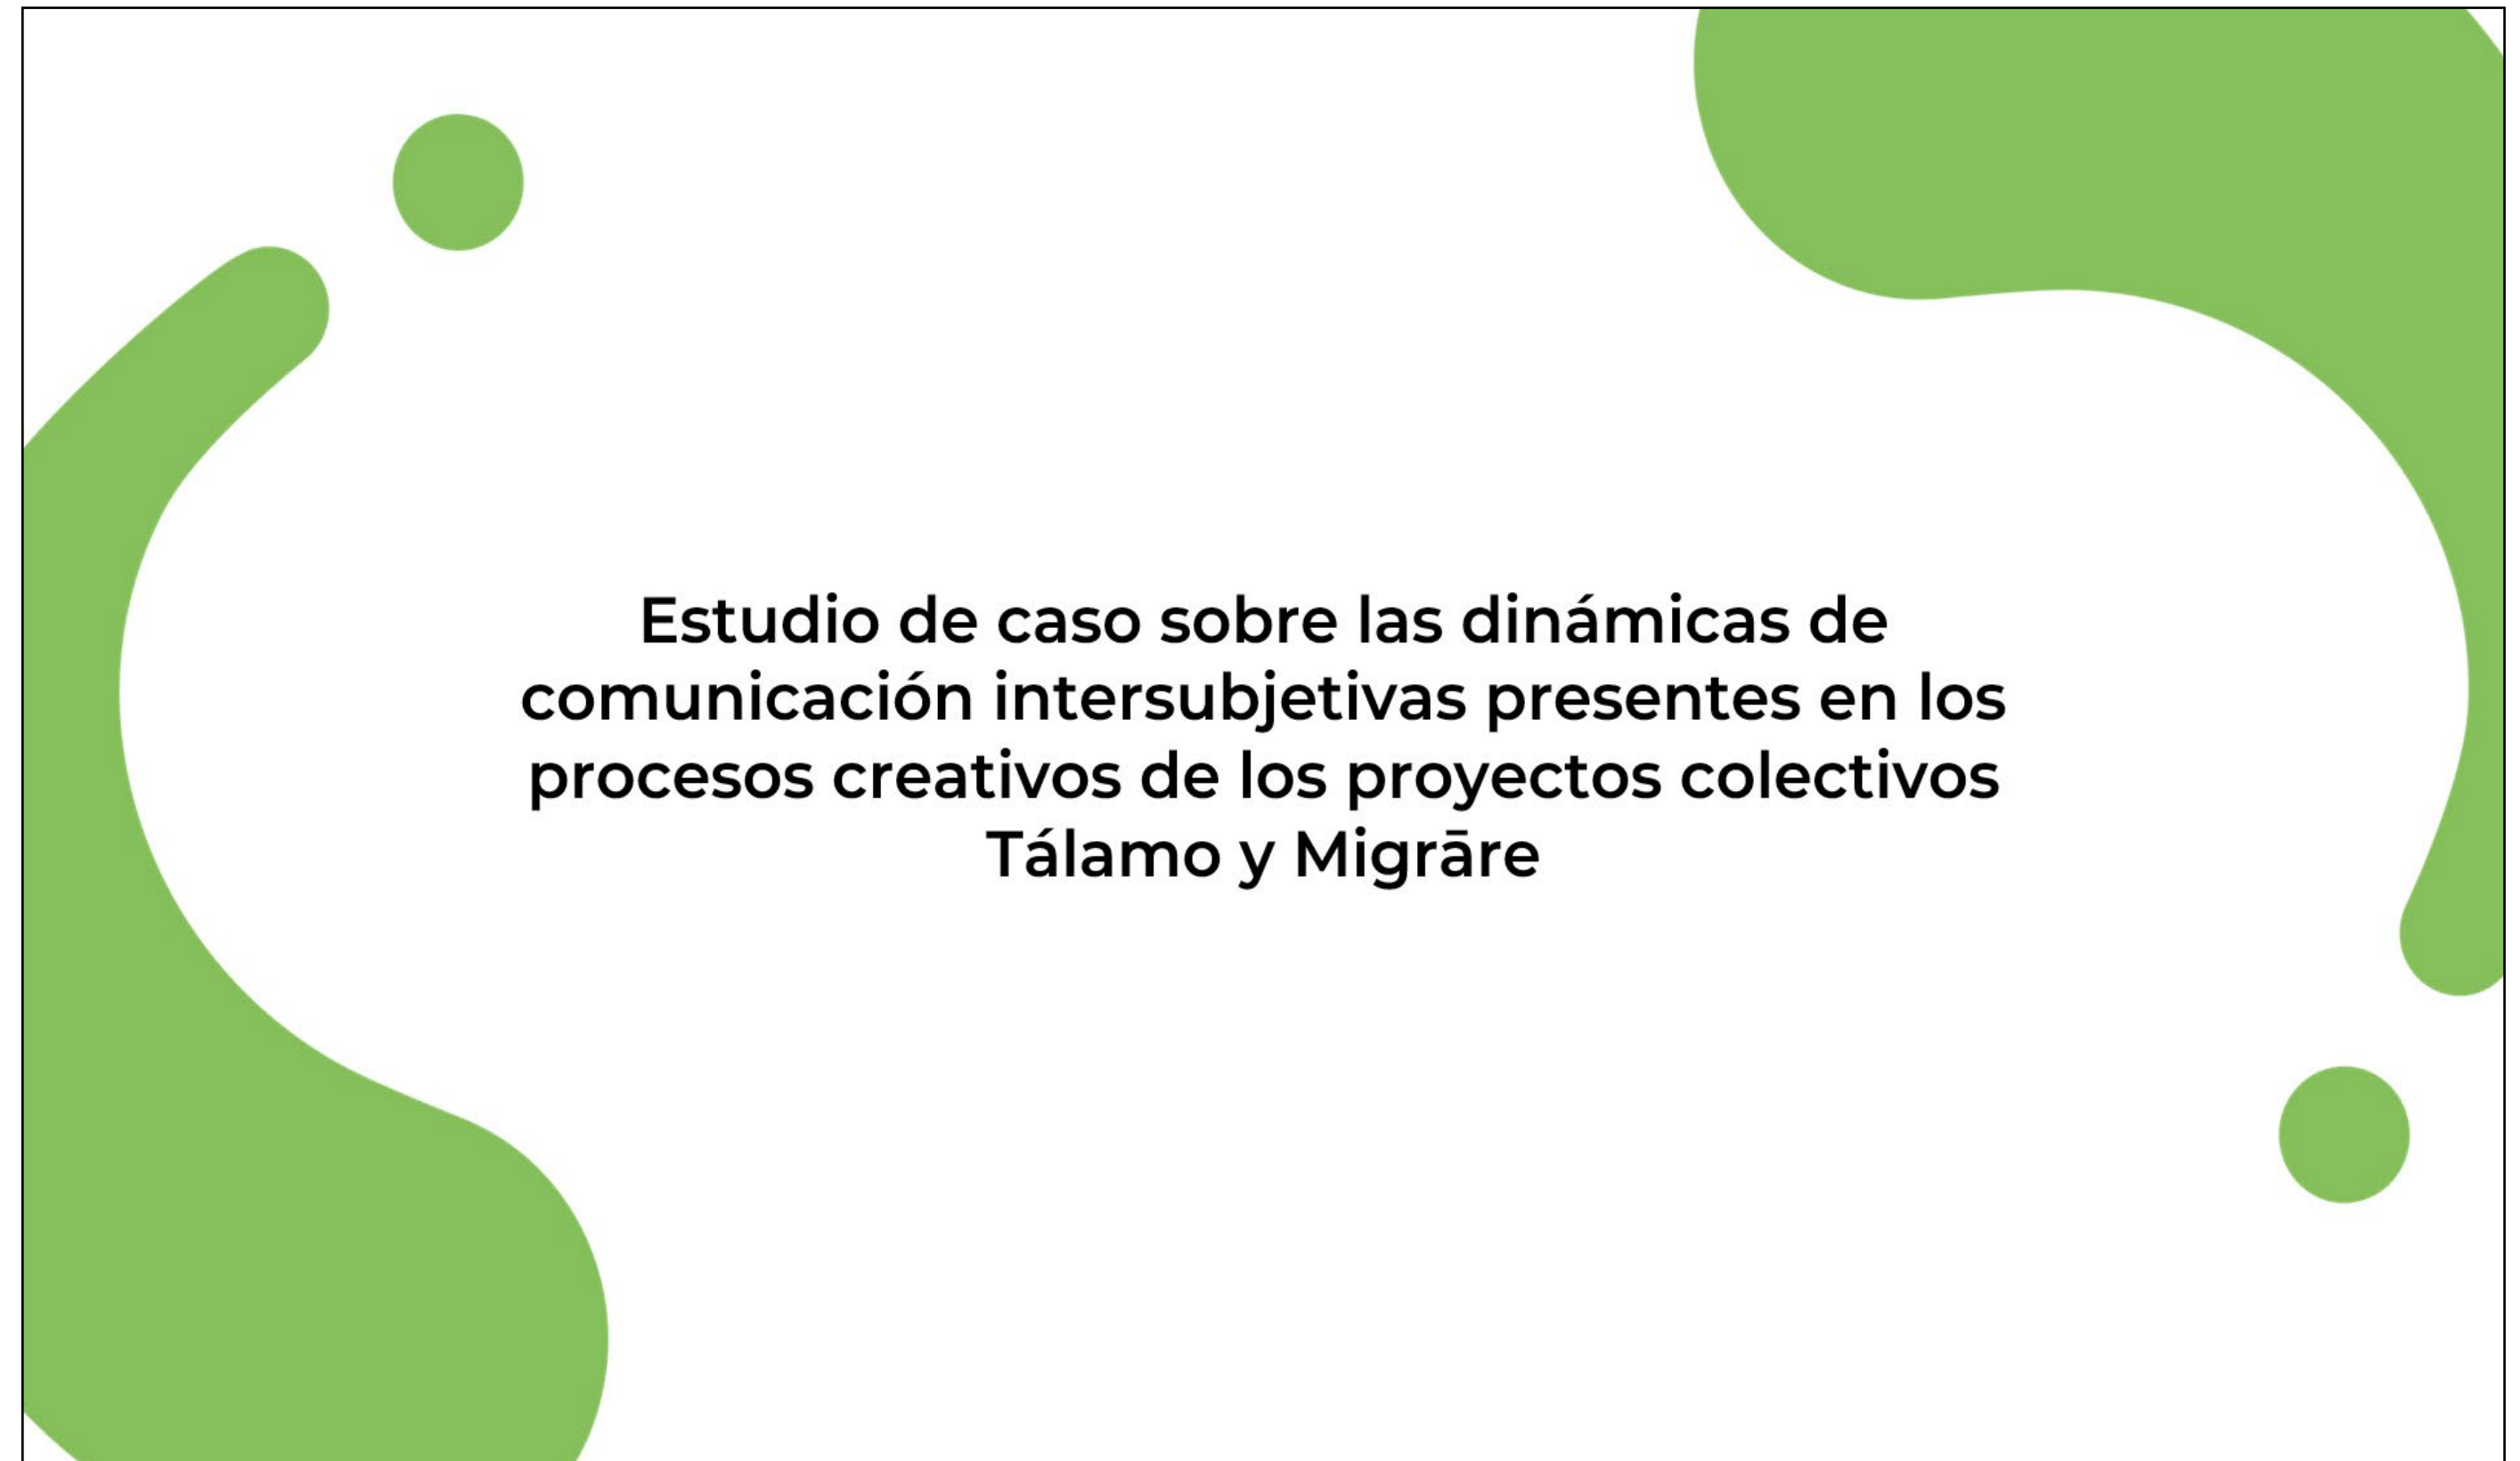 Estudio de caso sobre las dinámicas de
comunicación intersubjetivas presentes en los
procesos creativos de los proyectos colectivos
Tálamo y Migrāre